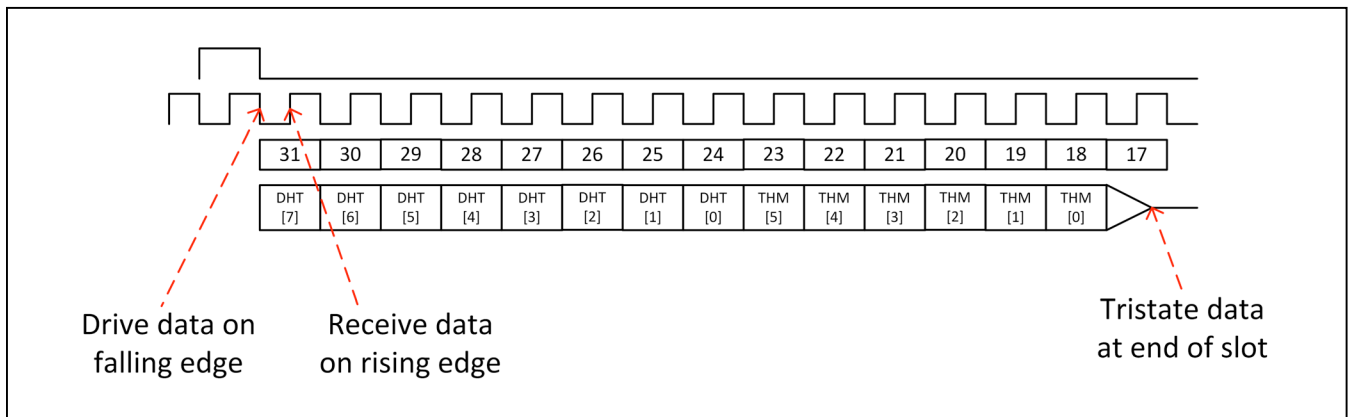 31 30 29 28 27 26 25 24 23 22 21 20 19 18 17
DHT DHT DHT DHT DHT DHT DHT DHT THM THM THM THM THM THM
[7] [6] [5] [4] [3] [2] [1] [0] [5] [4] [3] [2] [1] [0]
Drive data on
falling edge
Receive data
on rising edge
Tristate data
at end of slot